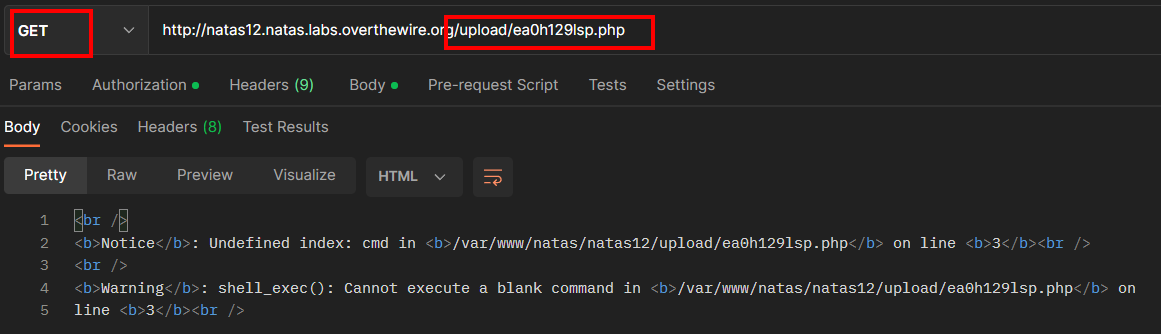 GET http://natas12.natas.labs.overthewire.org/upload/ea0h129lsp.php
Params Authorization Headers (9) Body Pre-request Script Tests Settings
Body Cookies Headers (8) Test Results
Pretty Raw Preview Visualize HTML
1 <br />
2 <b>Notice</b>: Undefined index: cmd in <b>/var/www/natas/natas12/upload/ea0h129lsp.php</b> on line <b>3</b><br />
3 <br />
4 <b>Warning</b>: shell_exec(): Cannot execute a blank command in <b>/var/www/natas/natas12/upload/ea0h129lsp.php</b> on
5 line <b>3</b><br />